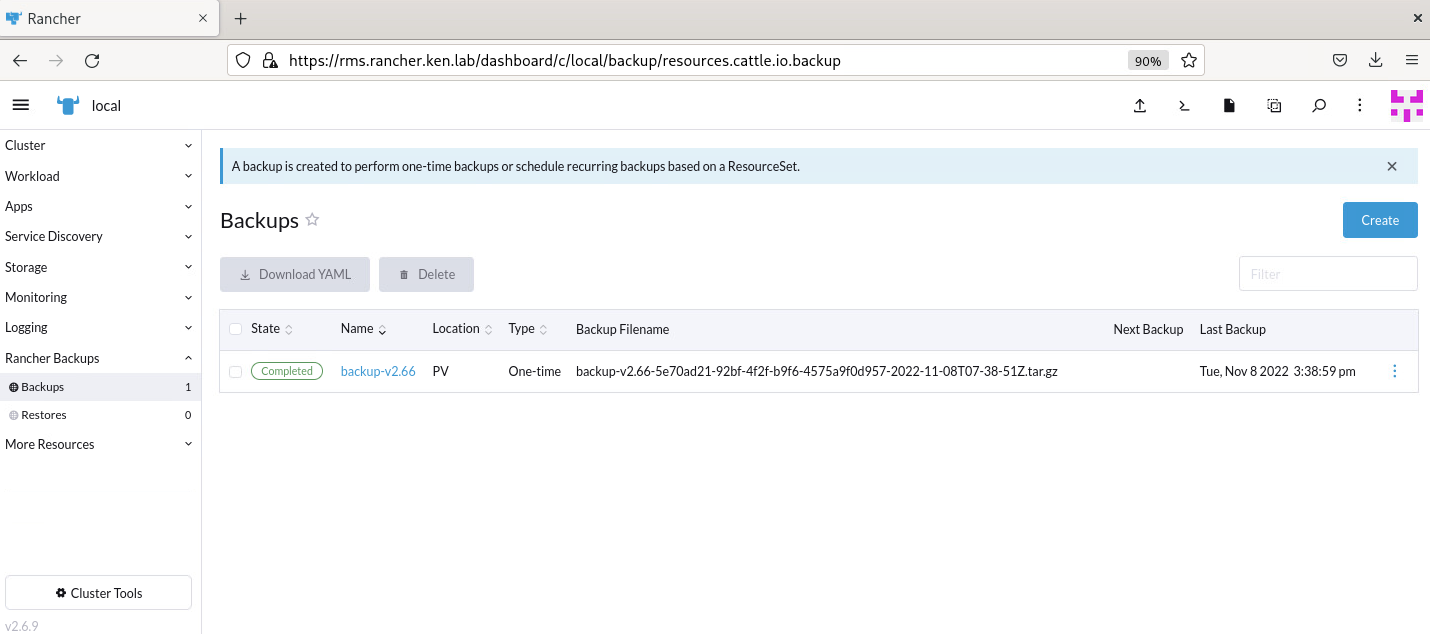 Rancher
https://rms.rancher.ken.lab/dashboard/c/local/backup/resources.cattle.io.backup
90%
local
Cluster
Workload
Apps
Service Discovery
Storage
Monitoring
Logging
Rancher Backups
Backups 1
Restores 0
More Resources
Cluster Tools
v2.6.9
A backup is created to perform one-time backups or schedule recurring backups based on a ResourceSet.
Backups
Create
Download YAML Delete
Filter
State Name Location Type Backup Filename Next Backup Last Backup
Completed backup-v2.66 PV One-time backup-v2.66-5e70ad21-92bf-4f2f-b9f6-4575a9f0d957-2022-11-08T07-38-51Z.tar.gz Tue, Nov 8 2022 3:38:59 pm